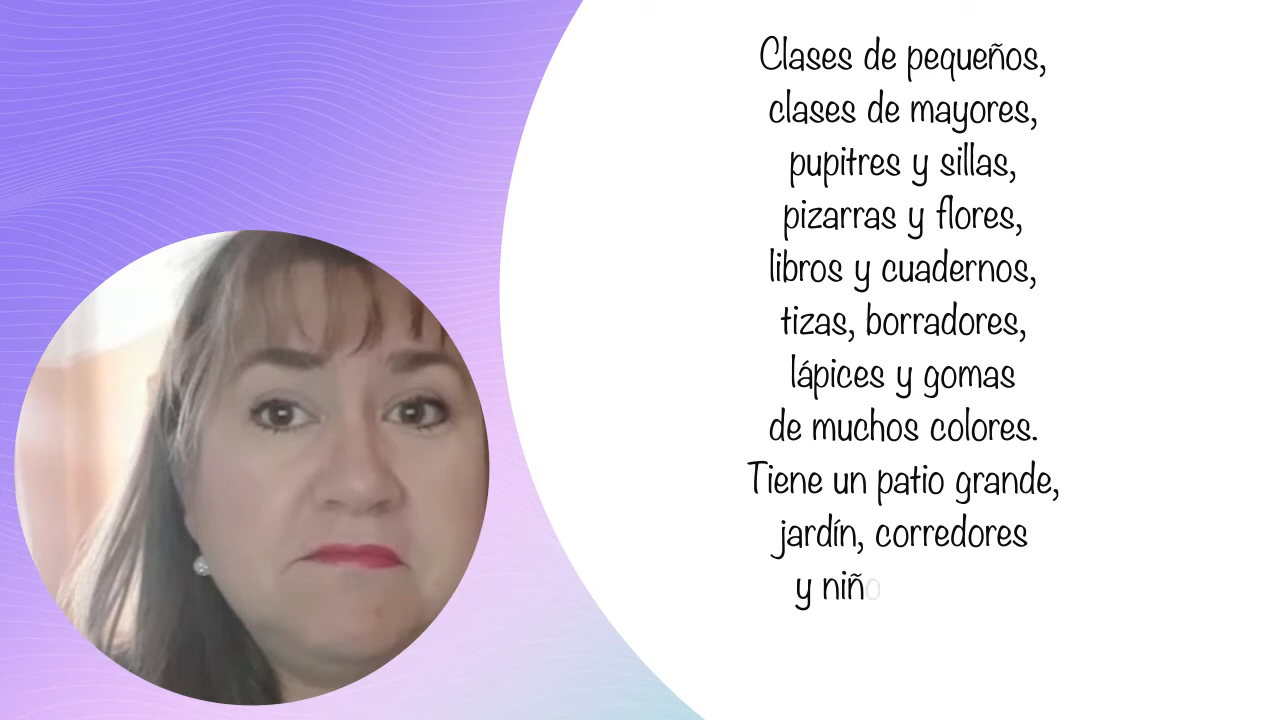 Clases de pequeños,
clases de mayores,
pupitres y sillas,
pizarras y flores,
libros y cuadernos,
tizas, borradores,
lápices y gomas
de muchos colores.
Tiene un patio grande,
jardín, corredores
y niño